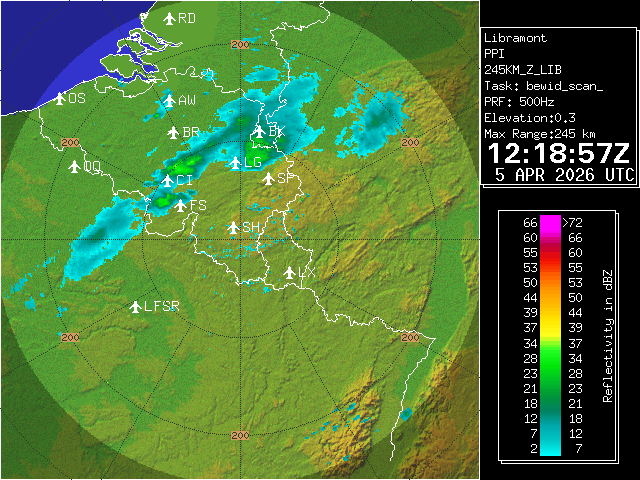 RD
200
OS
AW
BR
BK
200
200
QQ
LG
CI
SP
FS
SH
LX
LFSR
200
200
200
Libramont
PPI
245KM_Z_LIB
Task: bewid_scan_
PRF: 500Hz
Elevation:0.3
Max Range:245 km
12:18:57Z
5 APR 2026 UTC
66 >72
60 66
55 60
53 55
50 53
44 50
39 44
37 39
34 37
28 34
23 28
21 23
18 21
12 18
7 12
2 7
Reflectivity in dBZ